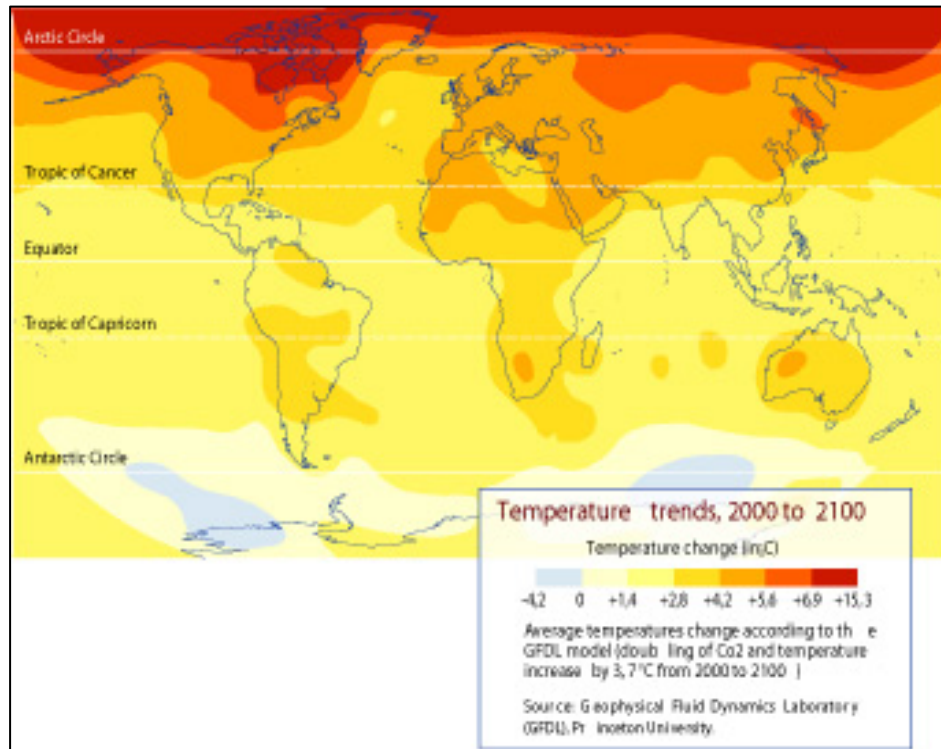 Arctic Circle
Tropic of Cancer
Equator
Tropic of Capricorn
Antarctic Circle
Temperature trends, 2000 to 2100
Temperature change (in¡C)
-4,2 0 +1,4 +2,8 +4,2 +5,6 +6,9 +15,3
Average temperatures change according to th e
GFDL model (doub ling of Co2 and temperature
increase by 3, 7 °C from 2000 to 2100 )
Source: Geophysical Fluid Dynamics Laboratory
(GFDL), Pr inceton University.